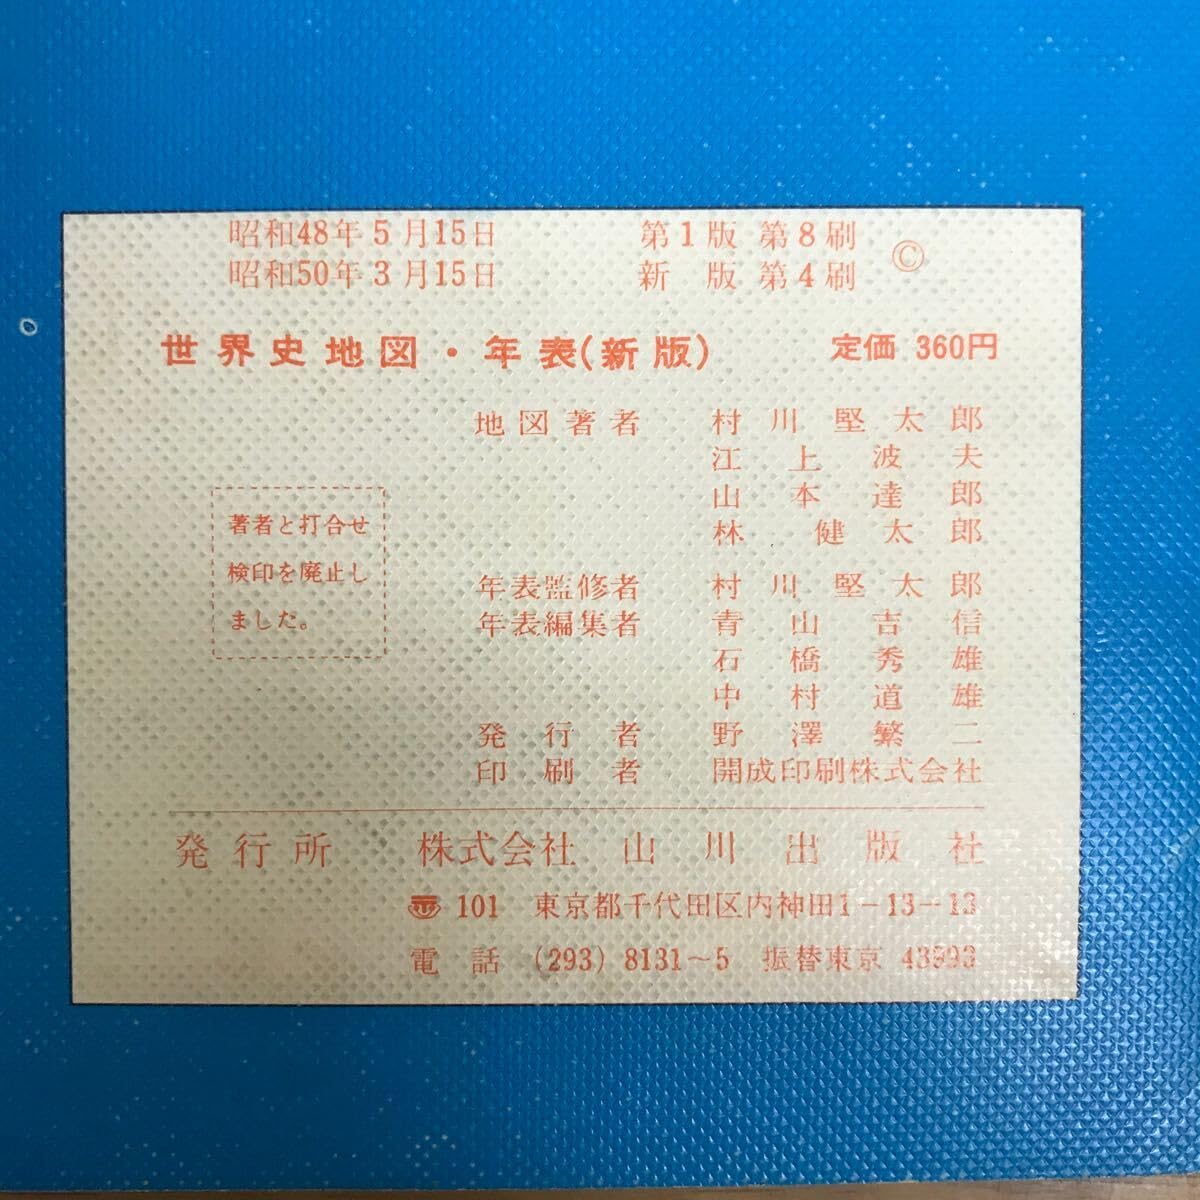 昭和48年5月15日 第1版 第8刷
昭和50年3月15日 新版 第4刷 ©
世界史地図・年表(新版) 定価 360円
地図著者 村川堅太郎
江上波夫
山本達郎
林健太郎
著者と打合せ
検印を廃止し
ました。
年表監修者 村川堅太郎
年表編集者 青山吉信
石橋秀雄
中村道雄
発行者 野澤繁二
印刷者 開成印刷株式会社
発行所 株式会社 山川出版社
〒101 東京都千代田区内神田1-13-13
電話 (293) 8131~5 振替東京 43993